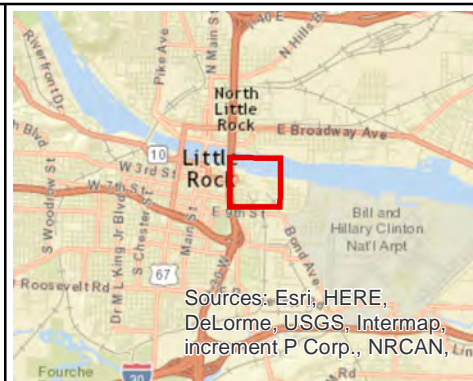 I-40 E
N Hills B
Riverfront Dr
Pike Ave
N Main St
North
Little
Rock
E Broadway Ave
h Blvd
10
W 3rd St
Little
Rock
W 7th St
E 9th St
S Woodrow St
Dr M L King Jr Blvd
S Chester St
Main St
Bond Ave
Bill and
Hillary Clinton
Nat'l Arpt
67
I-30 W
Roosevelt Rd
E R
Sources: Esri, HERE,
DeLorme, USGS, Intermap,
increment P Corp., NRCAN,
Lin
Rd
Fourche
30